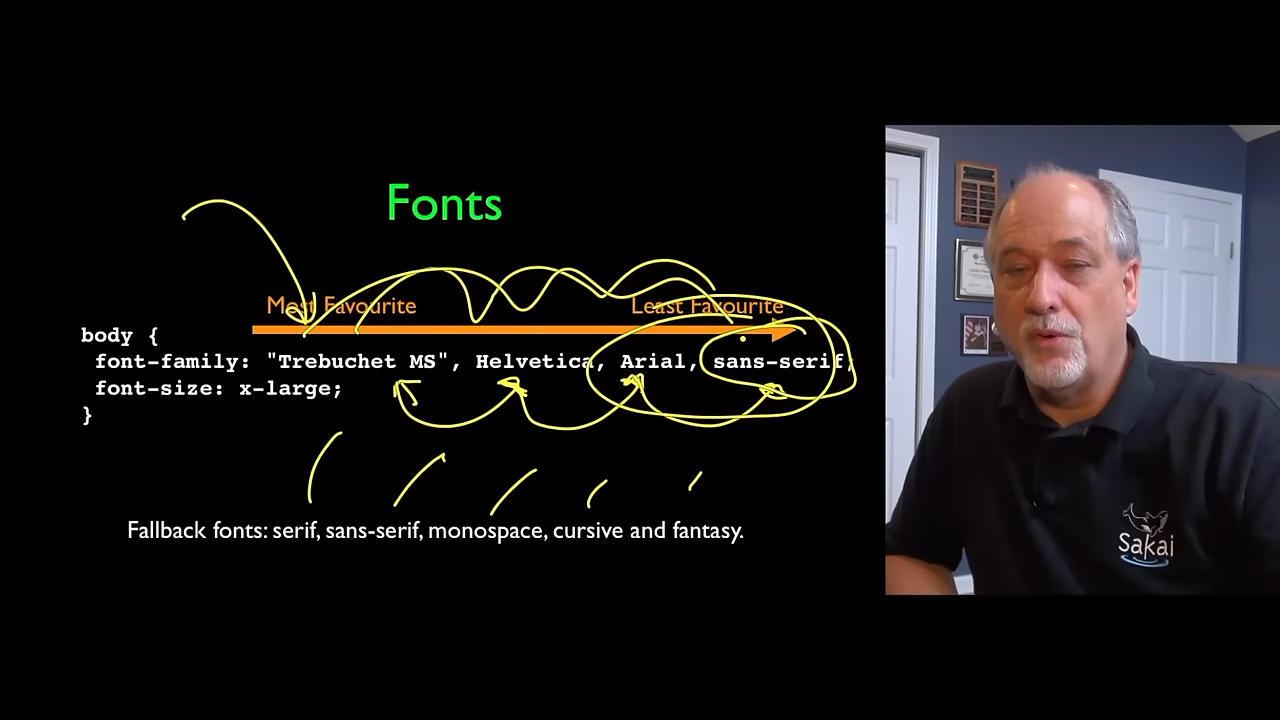 Fonts
Most Favourite Least Favourite
body {
font-family: "Trebuchet MS", Helvetica, Arial, sans-serif;
font-size: x-large;
}
Fallback fonts: serif, sans-serif, monospace, cursive and fantasy.
Sakai